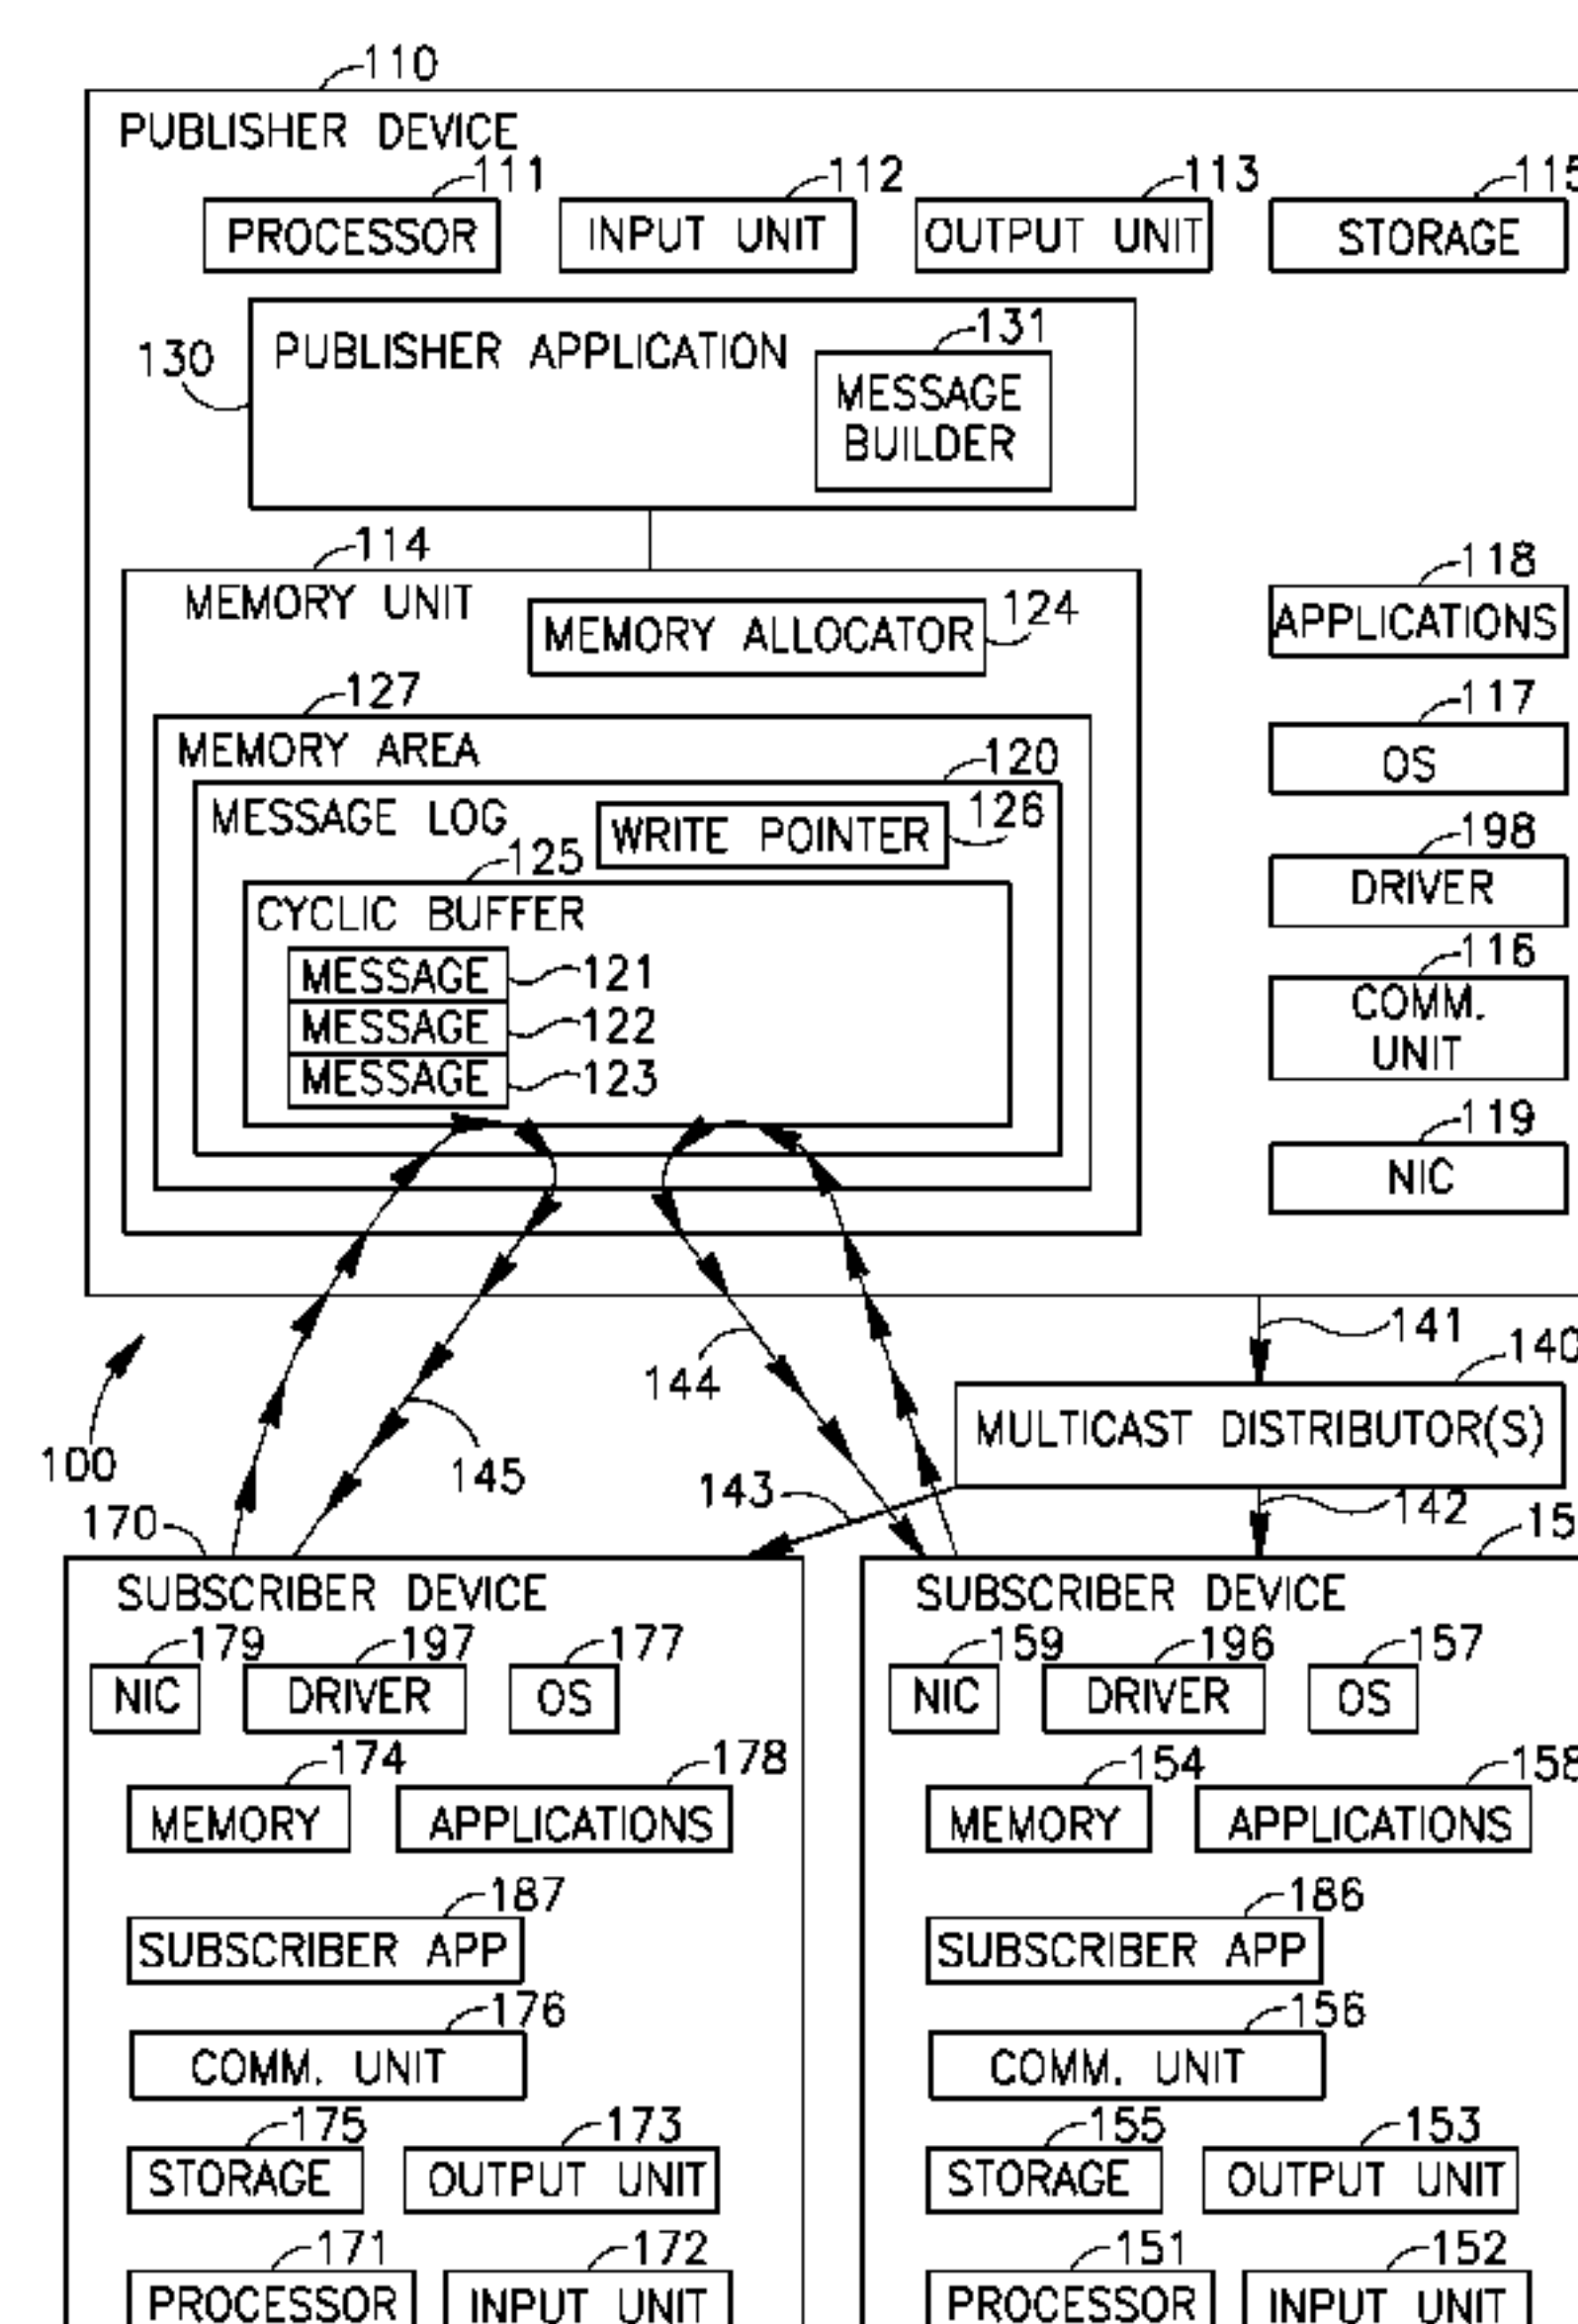 110
PUBLISHER DEVICE
111
112
113
115
PROCESSOR
INPUT UNIT
OUTPUT UNIT
STORAGE
130
PUBLISHER APPLICATION
131
MESSAGE
BUILDER
114
MEMORY UNIT
MEMORY ALLOCATOR
124
118
APPLICATIONS
127
MEMORY AREA
117
OS
120
MESSAGE LOG
WRITE POINTER
126
198
DRIVER
125
CYCLIC BUFFER
116
COMM.
UNIT
MESSAGE
121
MESSAGE
122
MESSAGE
123
119
NIC
141
140
144
MULTICAST DISTRIBUTOR(S)
100
145
143
142
170
15
SUBSCRIBER DEVICE
179
197
177
NIC
DRIVER
OS
174
178
MEMORY
APPLICATIONS
187
SUBSCRIBER APP
176
COMM. UNIT
175
173
STORAGE
OUTPUT UNIT
171
172
PROCESSOR
INPUT UNIT
SUBSCRIBER DEVICE
159
196
157
NIC
DRIVER
OS
154
158
MEMORY
APPLICATIONS
186
SUBSCRIBER APP
156
COMM. UNIT
155
153
STORAGE
OUTPUT UNIT
151
152
PROCESSOR
INPUT UNIT